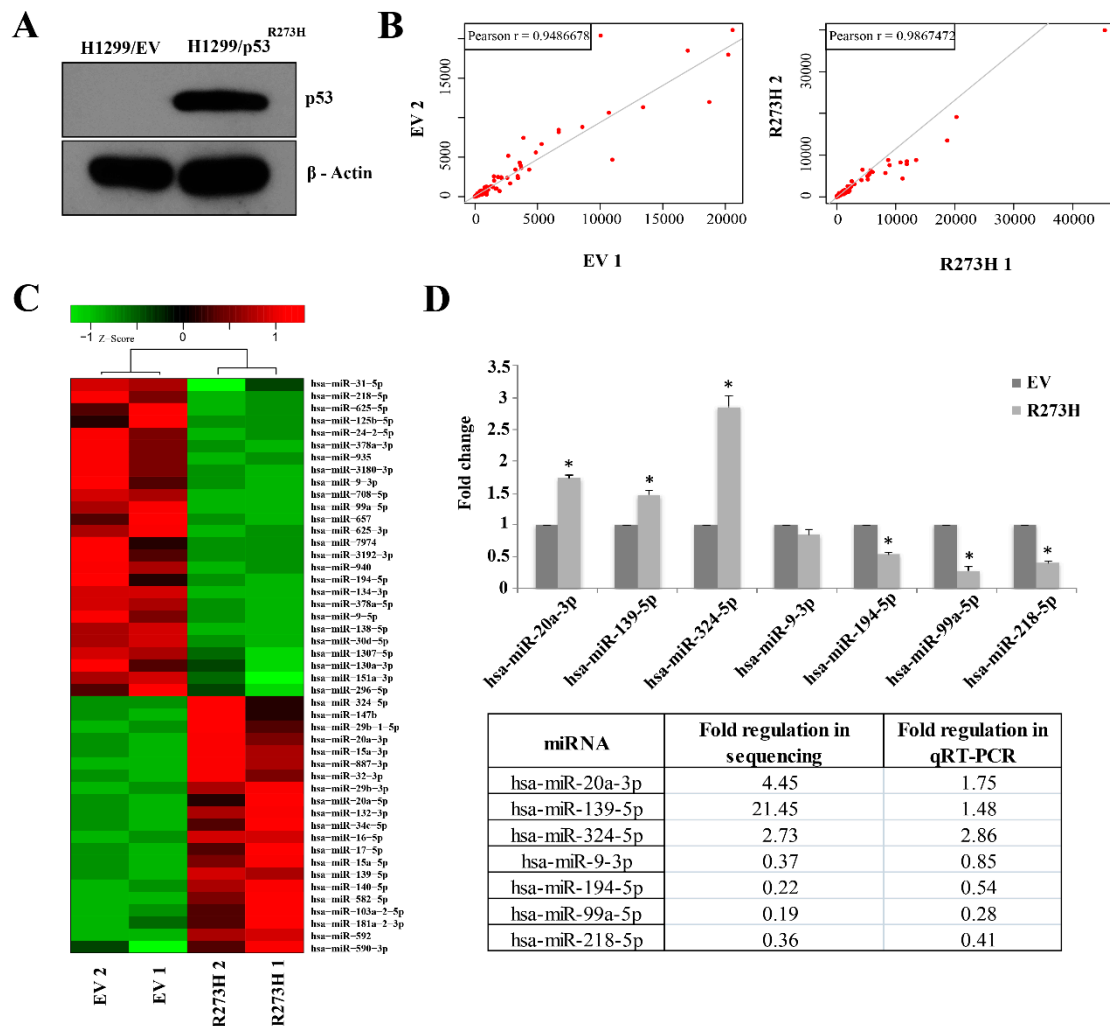 A
H1299/EV
H1299/p53
R273H
p53
β - Actin
B
Pearson r = 0.9486678
EV 2
0
5000
15000
0
5000
10000
15000
20000
EV 1
Pearson r = 0.9867472
R273H 2
0
10000
30000
0
10000
20000
30000
40000
R273H 1
C
−1
Z−Score
0
1
hsa−miR−31−5p
hsa−miR−218−5p
hsa−miR−625−5p
hsa−miR−125b−5p
hsa−miR−24−2−5p
hsa−miR−378a−3p
hsa−miR−935
hsa−miR−3180−3p
hsa−miR−9−3p
hsa−miR−708−5p
hsa−miR−99a−5p
hsa−miR−657
hsa−miR−625−3p
hsa−miR−7974
hsa−miR−3192−3p
hsa−miR−940
hsa−miR−194−5p
hsa−miR−134−3p
hsa−miR−378a−5p
hsa−miR−9−5p
hsa−miR−138−5p
hsa−miR−30d−5p
hsa−miR−1307−5p
hsa−miR−130a−3p
hsa−miR−151a−3p
hsa−miR−296−5p
hsa−miR−324−5p
hsa−miR−147b
hsa−miR−29b−1−5p
hsa−miR−20a−3p
hsa−miR−15a−3p
hsa−miR−887−3p
hsa−miR−32−3p
hsa−miR−29b−3p
hsa−miR−20a−5p
hsa−miR−132−3p
hsa−miR−34c−5p
hsa−miR−16−5p
hsa−miR−17−5p
hsa−miR−15a−5p
hsa−miR−139−5p
hsa−miR−140−5p
hsa−miR−582−5p
hsa−miR−103a−2−5p
hsa−miR−181a−2−3p
hsa−miR−592
hsa−miR−590−3p
EV 2
EV 1
R273H 2
R273H 1
D
Fold change
3.5
3
2.5
2
1.5
1
0.5
0
* * * * * *
EV
R273H
hsa-miR-20a-3p
hsa-miR-139-5p
hsa-miR-324-5p
hsa-miR-9-3p
hsa-miR-194-5p
hsa-miR-99a-5p
hsa-miR-218-5p
miRNA Fold regulation in sequencing Fold regulation in qRT-PCR
hsa-miR-20a-3p 4.45 1.75
hsa-miR-139-5p 21.45 1.48
hsa-miR-324-5p 2.73 2.86
hsa-miR-9-3p 0.37 0.85
hsa-miR-194-5p 0.22 0.54
hsa-miR-99a-5p 0.19 0.28
hsa-miR-218-5p 0.36 0.41